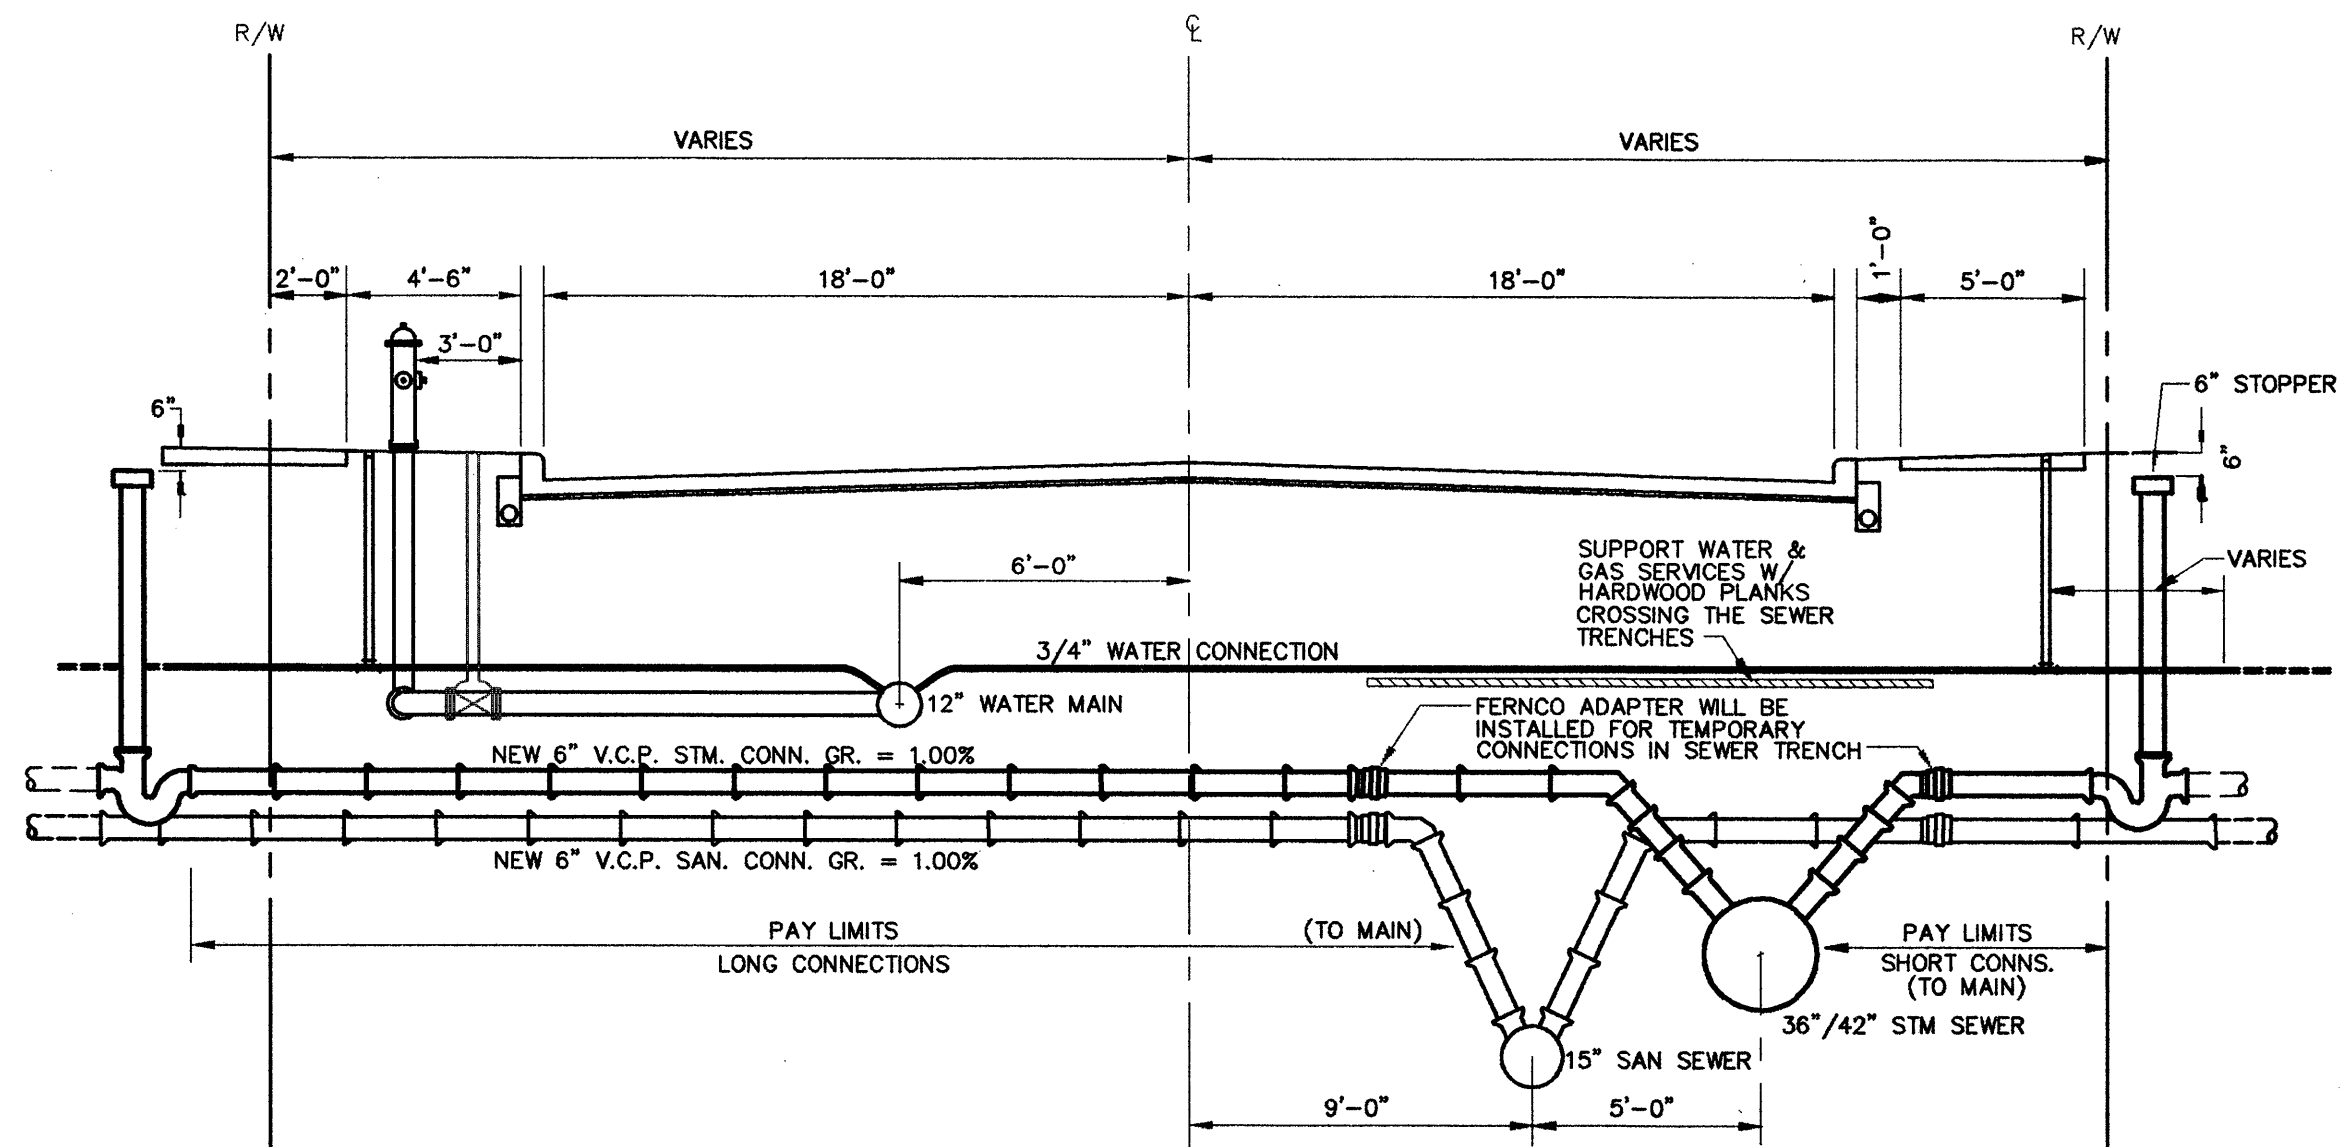 R/W
℄
R/W
VARIES
VARIES
1'-0"
2'-0"
4'-6"
18'-0"
18'-0"
5'-0"
3'-0"
6" STOPPER
6"
6"
SUPPORT WATER &
GAS SERVICES W/
HARDWOOD PLANKS
CROSSING THE SEWER
TRENCHES
VARIES
6'-0"
3/4" WATER CONNECTION
12" WATER MAIN
FERNCO ADAPTER WILL BE
INSTALLED FOR TEMPORARY
CONNECTIONS IN SEWER TRENCH
NEW 6" V.C.P. STM. CONN. GR. = 1.00%
NEW 6" V.C.P. SAN. CONN. GR. = 1.00%
PAY LIMITS
LONG CONNECTIONS
(TO MAIN)
PAY LIMITS
SHORT CONNS.
(TO MAIN)
36"/42" STM SEWER
15" SAN SEWER
9'-0"
5'-0"